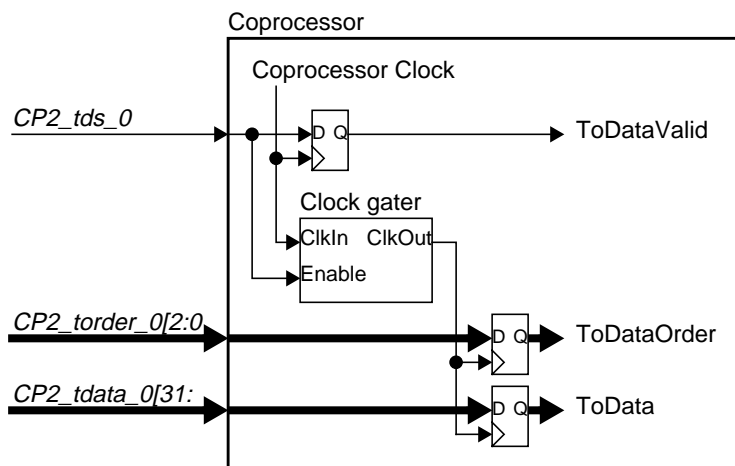 Coprocessor
Coprocessor Clock
CP2_tds_0
D Q
ToDataValid
Clock gater
ClkIn ClkOut
Enable
CP2_torder_0[2:0
D Q
ToDataOrder
CP2_tdata_0[31:
D Q
ToData